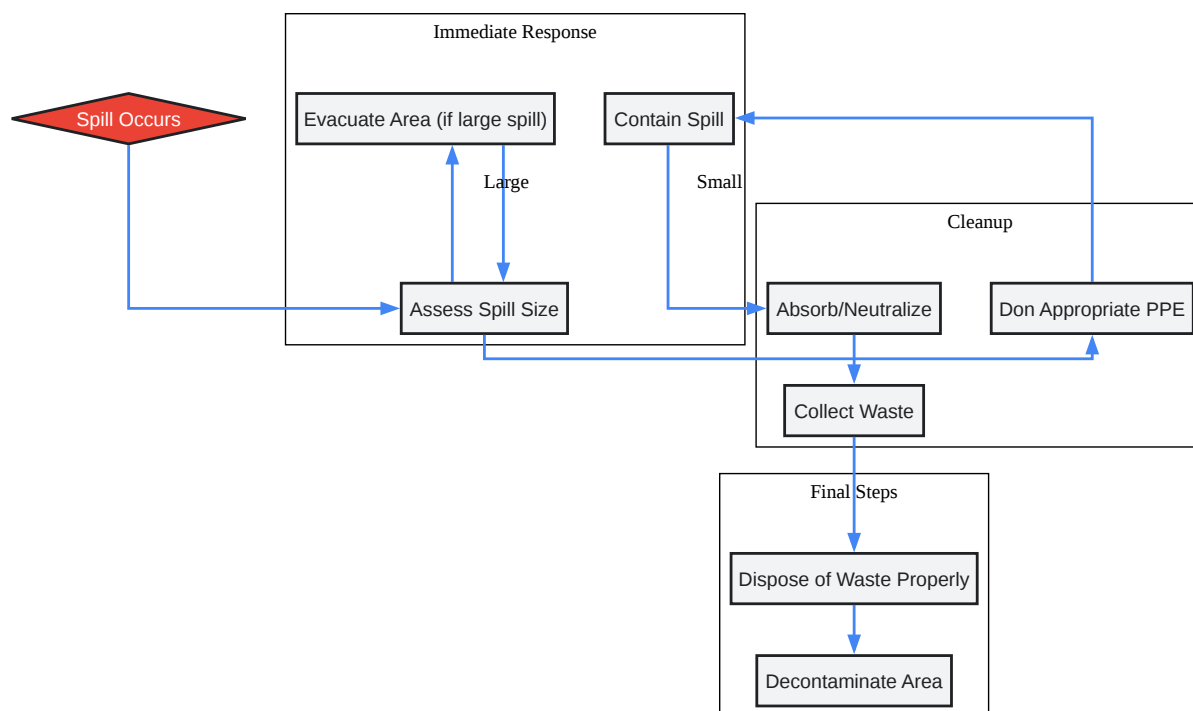 Immediate Response
Spill Occurs
Evacuate Area (if large spill)
Contain Spill
Large
Small
Cleanup
Assess Spill Size
Absorb/Neutralize
Don Appropriate PPE
Collect Waste
Final Steps
Dispose of Waste Properly
Decontaminate Area